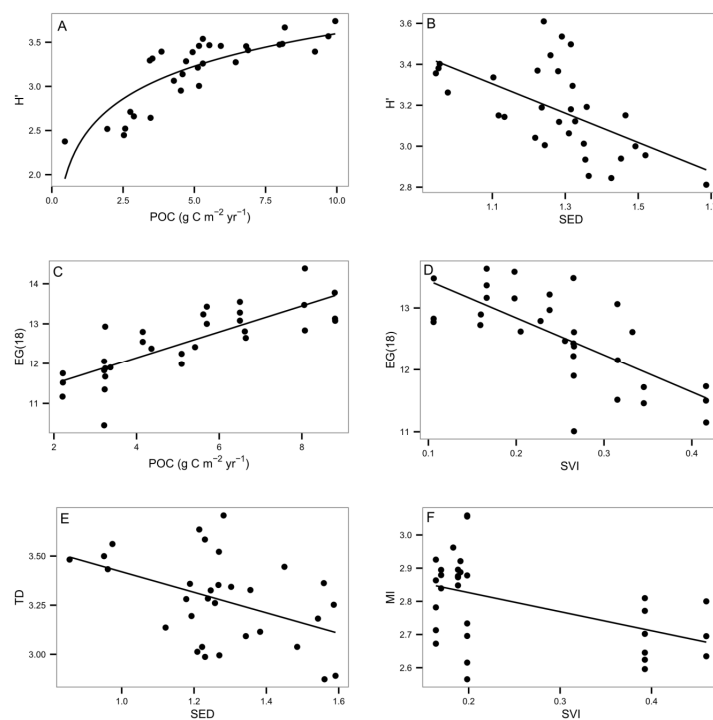 A
H'
3.5
3.0
2.5
2.0
0.0 2.5 5.0 7.5 10.0
POC (g C m⁻² yr⁻¹)
B
H'
3.6
3.4
3.2
3.0
2.8
1.1 1.3 1.5 1.
SED
C
EG(18)
14
13
12
11
2 4 6 8
POC (g C m⁻² yr⁻¹)
D
EG(18)
13
12
11
0.1 0.2 0.3 0.4
SVI
E
TD
3.50
3.25
3.00
1.0 1.2 1.4 1.6
SED
F
MI
3.0
2.9
2.8
2.7
2.6
0.2 0.3 0.4
SVI